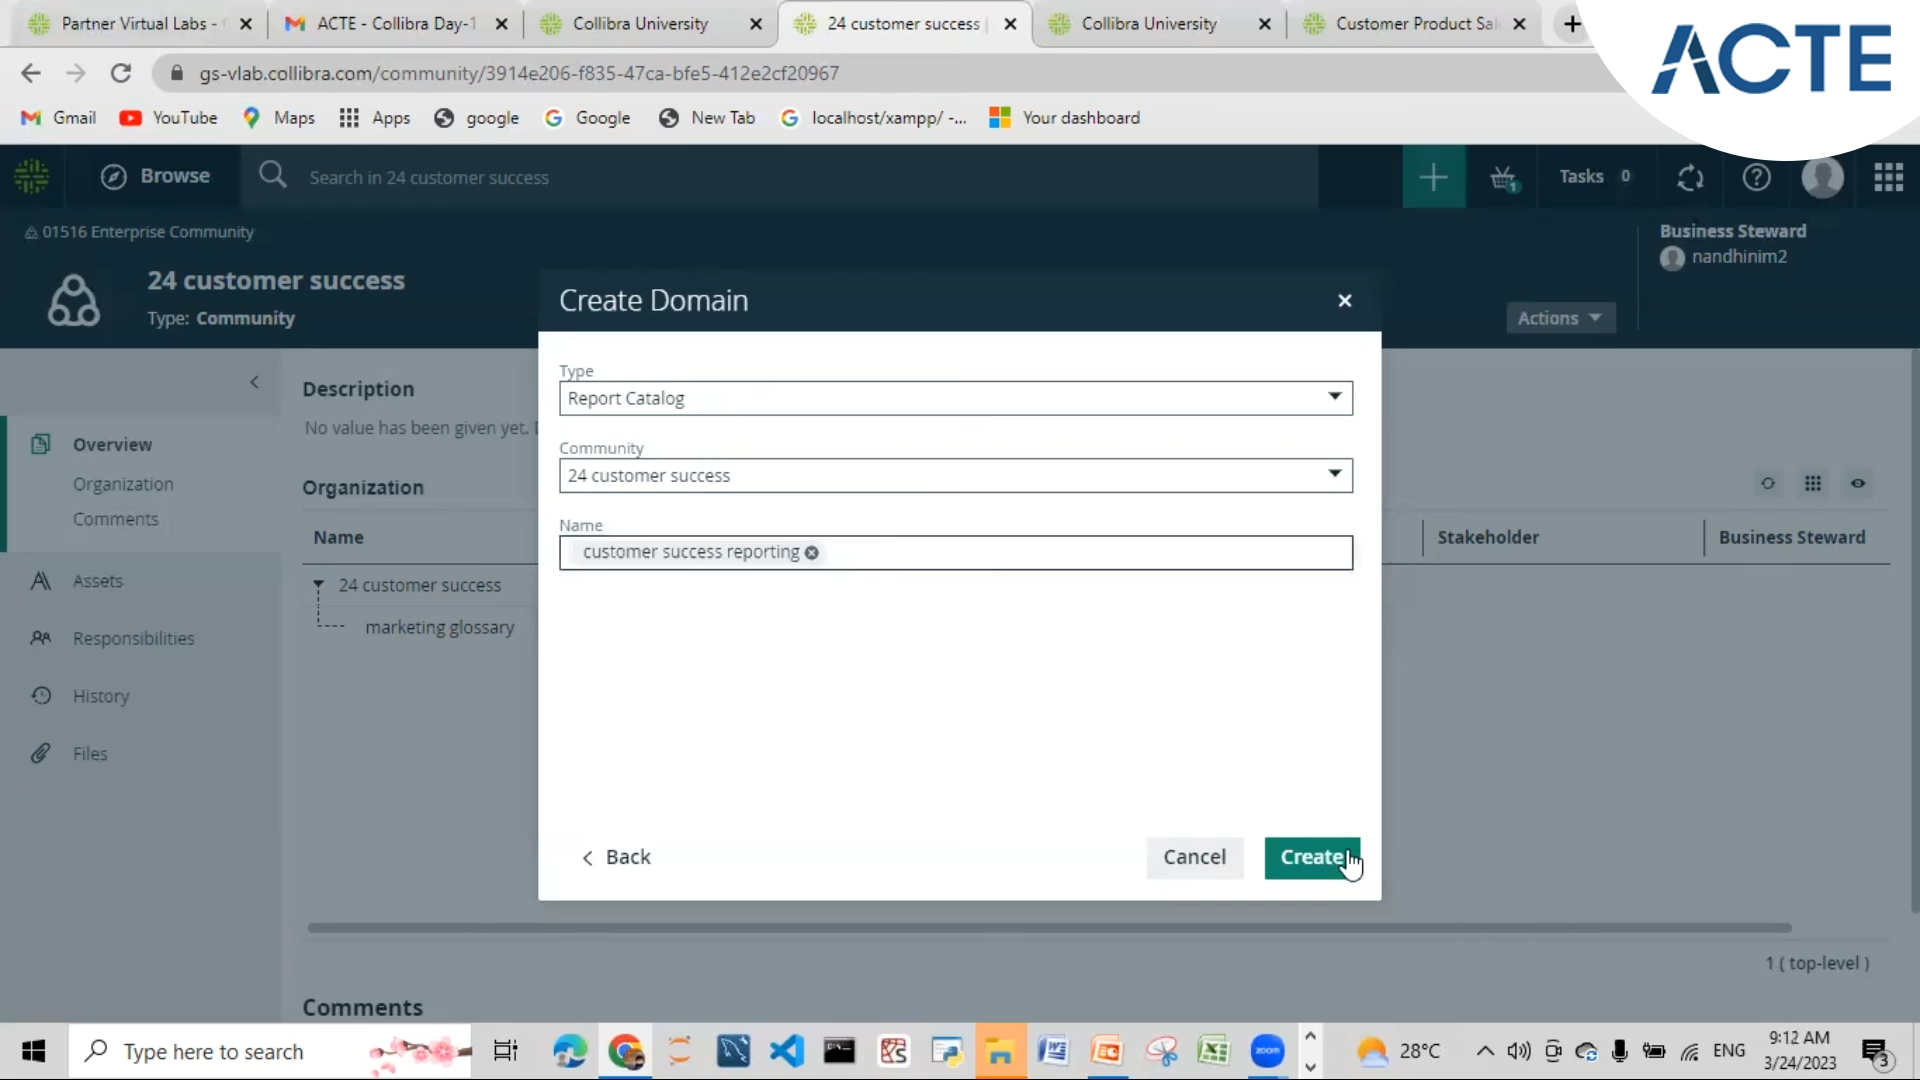 Partner Virtual Labs -
ACTE - Collibra Day-1
Collibra University
24 customer success
Collibra University
Customer Product Sal
ACTE
gs-vlab.collibra.com/community/3914e206-f835-47ca-bfe5-412e2cf20967
Gmail
YouTube
Maps
Apps
google
Google
New Tab
localhost/xampp/ -...
Your dashboard
Browse
Search in 24 customer success
1
Tasks 0
01516 Enterprise Community
24 customer success
Type: Community
Business Steward
nandhinim2
Actions
Create Domain
Type
Report Catalog
Community
24 customer success
Name
customer success reporting
Back
Cancel
Create
Overview
Organization
Comments
Assets
Responsibilities
History
Files
Description
No value has been given yet.
Organization
Name
Stakeholder
Business Steward
24 customer success
marketing glossary
1 ( top-level )
Comments
Type here to search
zoom
28°C
ENG
9:12 AM
3/24/2023
3